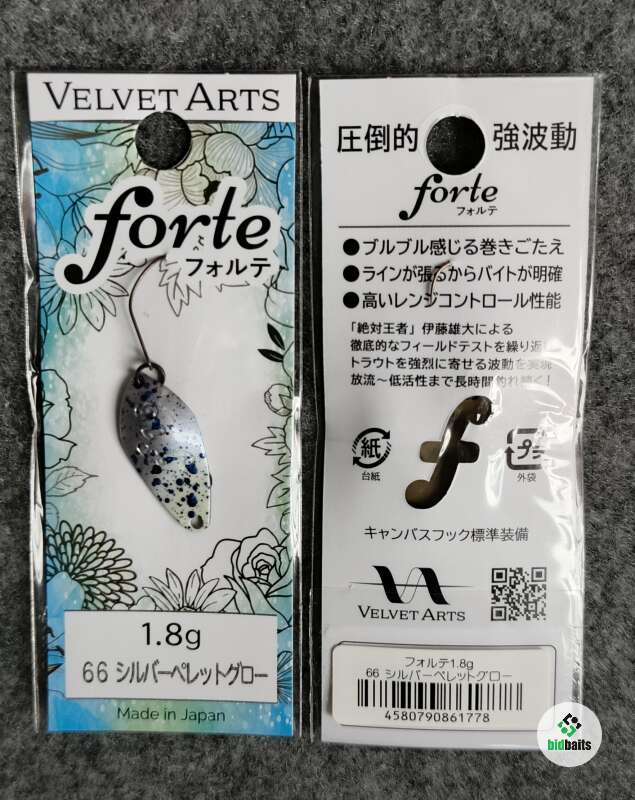 VELVET ARTS
forte
フォルテ
1.8g
66 シルバーペレットグロー
Made in Japan
圧倒的 強波動
forte
フォルテ
●ブルブル感じる巻きごたえ
●ラインが張るからバイトが明確
●高いレンジコントロール性能
「絶対王者」伊藤雄大による
徹底的なフィールドテストを繰り返し
トラウトを強烈に寄せる波動を実現
放流～低活性まで長時間釣れ続く！
f
紙
台紙
プラ
外袋
キャンバスフック標準装備
VELVET ARTS
フォルテ1.8g
66 シルバーペレットグロー
4580790861778
bidbaits